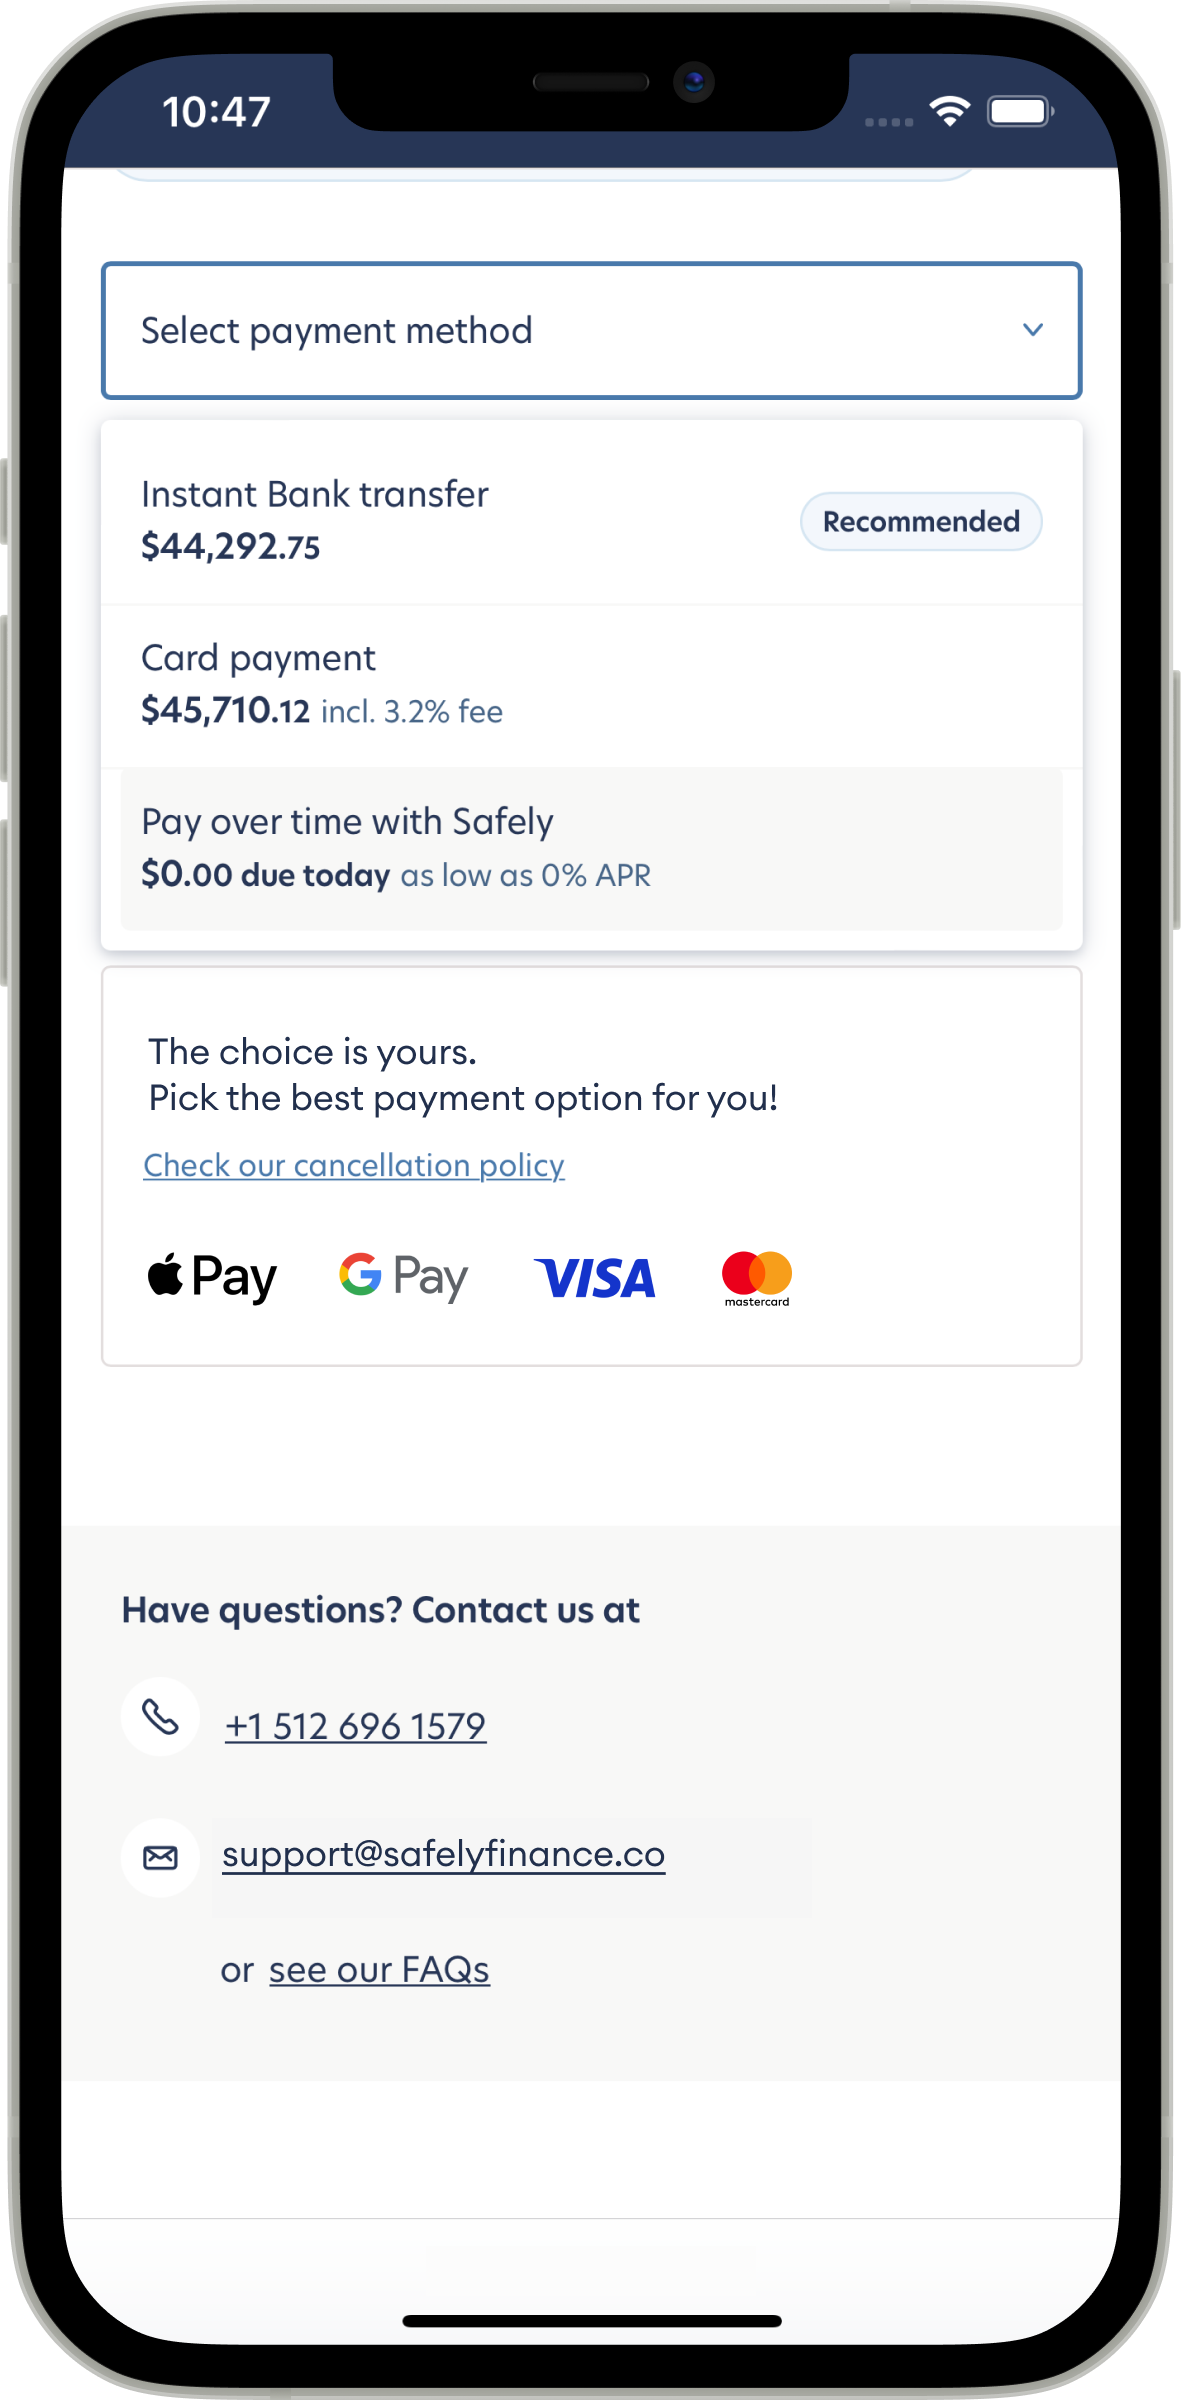 10:47
Select payment method
Instant Bank transfer
$44,292.75
Recommended
Card payment
$45,710.12 incl. 3.2% fee
Pay over time with Safely
$0.00 due today as low as 0% APR
The choice is yours.
Pick the best payment option for you!
Check our cancellation policy
Pay G Pay VISA mastercard
Have questions? Contact us at
+1 512 696 1579
support@safelyfinance.co
or see our FAQs